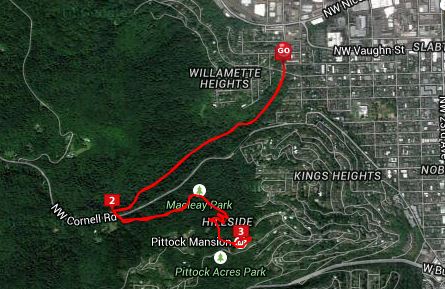 NW Nic
GO
NW Vaughn St
SLABT
WILLAMETTE
HEIGHTS
KINGS HEIGHTS
NOB
2
NW Cornell Rd
Macleay Park
HILLSIDE
3
Pittock Mansion
Pittock Acres Park
W Bu